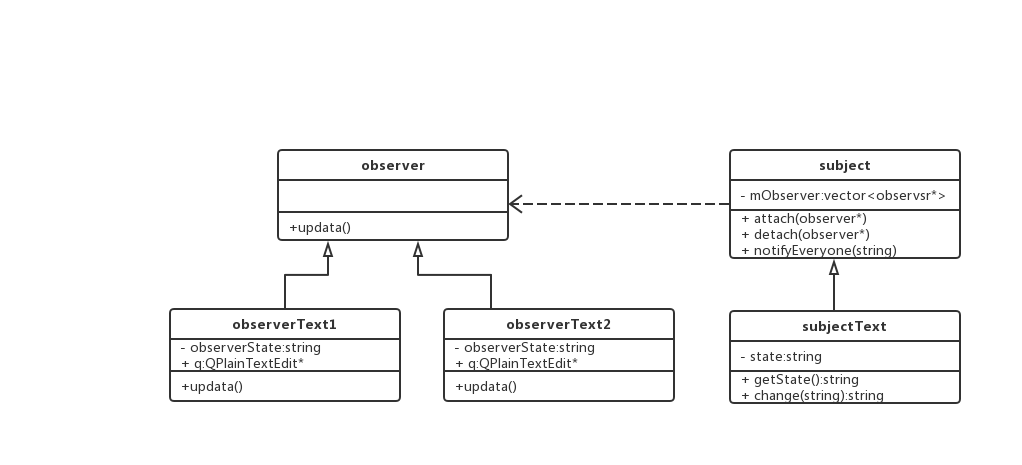 observer
+updata()
subject
- mObserver:vector<observsr*>
+ attach(observer*)
+ detach(observer*)
+ notifyEveryone(string)
observerText1
- observerState:string
+ q:QPlainTextEdit*
+updata()
observerText2
- observerState:string
+ q:QPlainTextEdit*
+updata()
subjectText
- state:string
+ getState():string
+ change(string):string